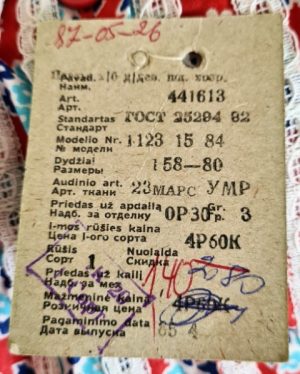 87-05-26
Pavad.
Наим.
Art. 441613
Арт.
Standartas ГОСТ 25294 82
Стандарт
Modelio Nr. 1123 15 84
№ модели
Dydžiai 158-80
Размеры
Audinio art. 23МАРС УМР
Арт. ткани
Priedas už apdailą
Надб. за отделку 0Р30 Gr. Гр. 3
I-mos rūšies kaina
Цена I-ого сорта 4Р60К
Rūšis Nuolaida
Сорт 1 Скидка
Priedas už kailį
Надб. за мех
Mažmeninė kaina
Розничная цена 4Р60К
Pagaminimo data
Дата выпуска